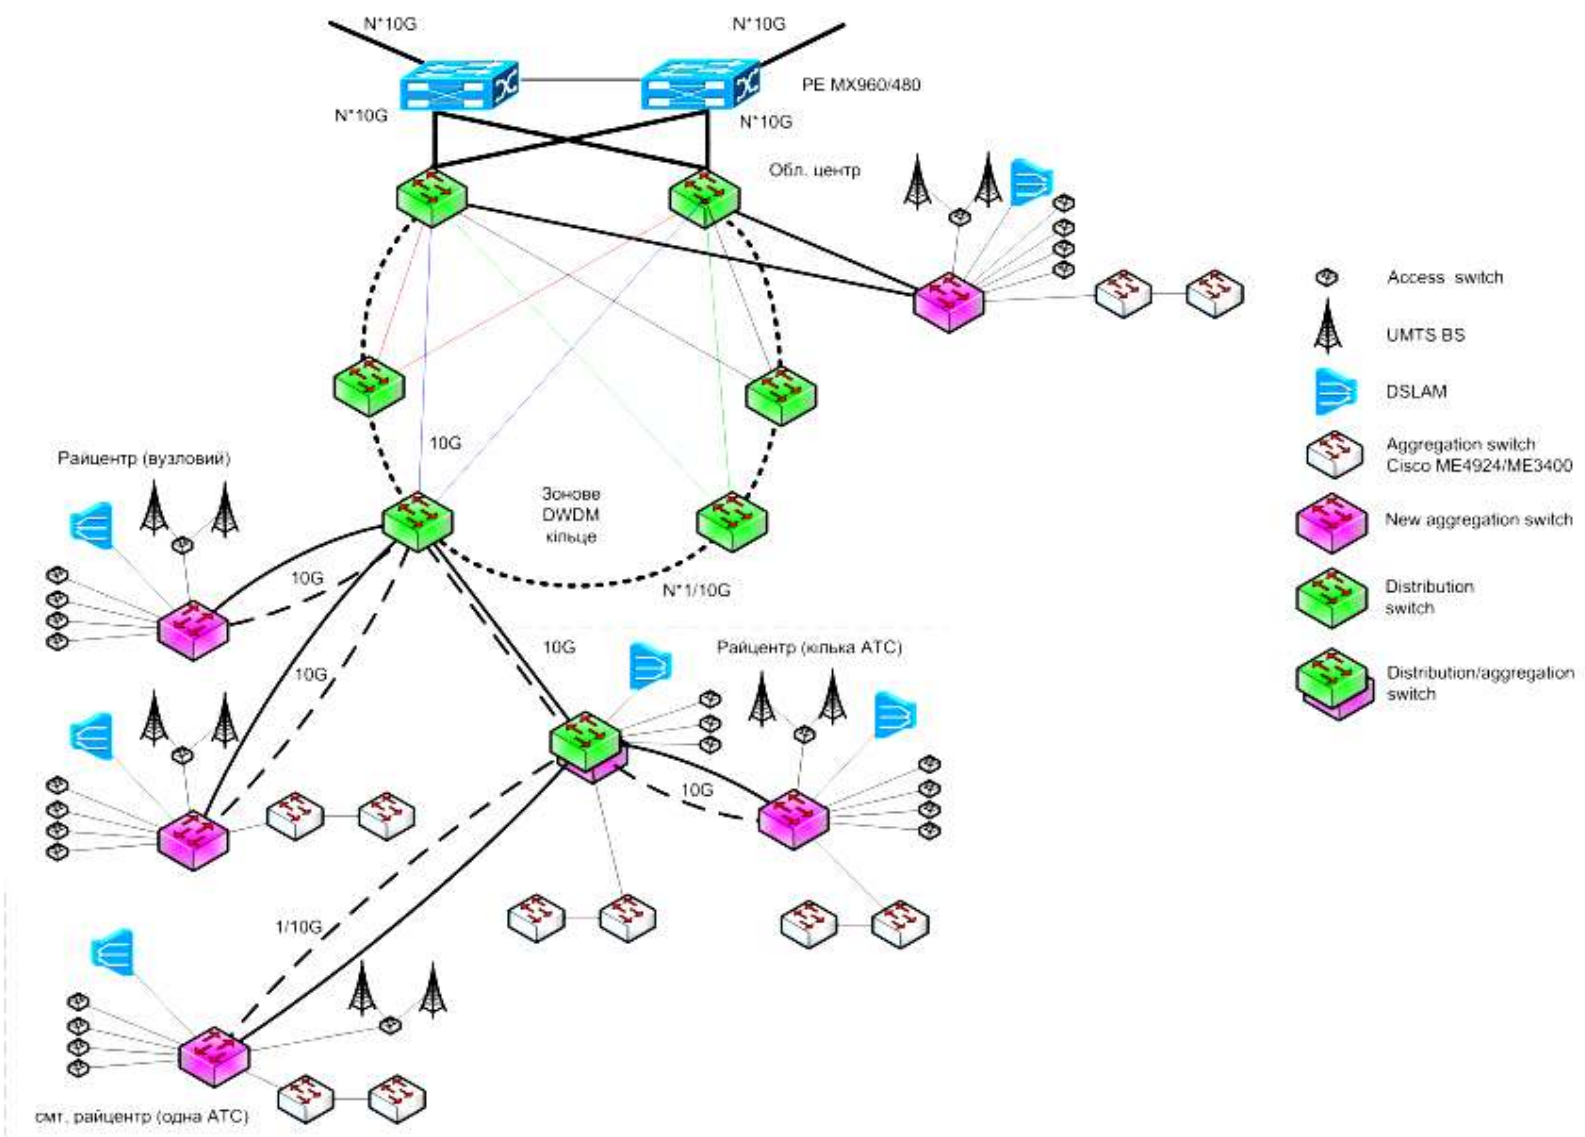 N*10G
N*10G
PE MX960/480
N*10G
N*10G
Обл. центр
Access switch
UMTS BS
DSLAM
Aggregation switch
Cisco ME4924/ME3400
New aggregation switch
Distribution
switch
Distribution/aggregation
switch
10G
Райцентр (вузловий)
Зонове
DWDM
кільце
10G
N*1/10G
10G
Райцентр (кілька АТС)
10G
10G
1/10G
смт, райцентр (одна АТС)